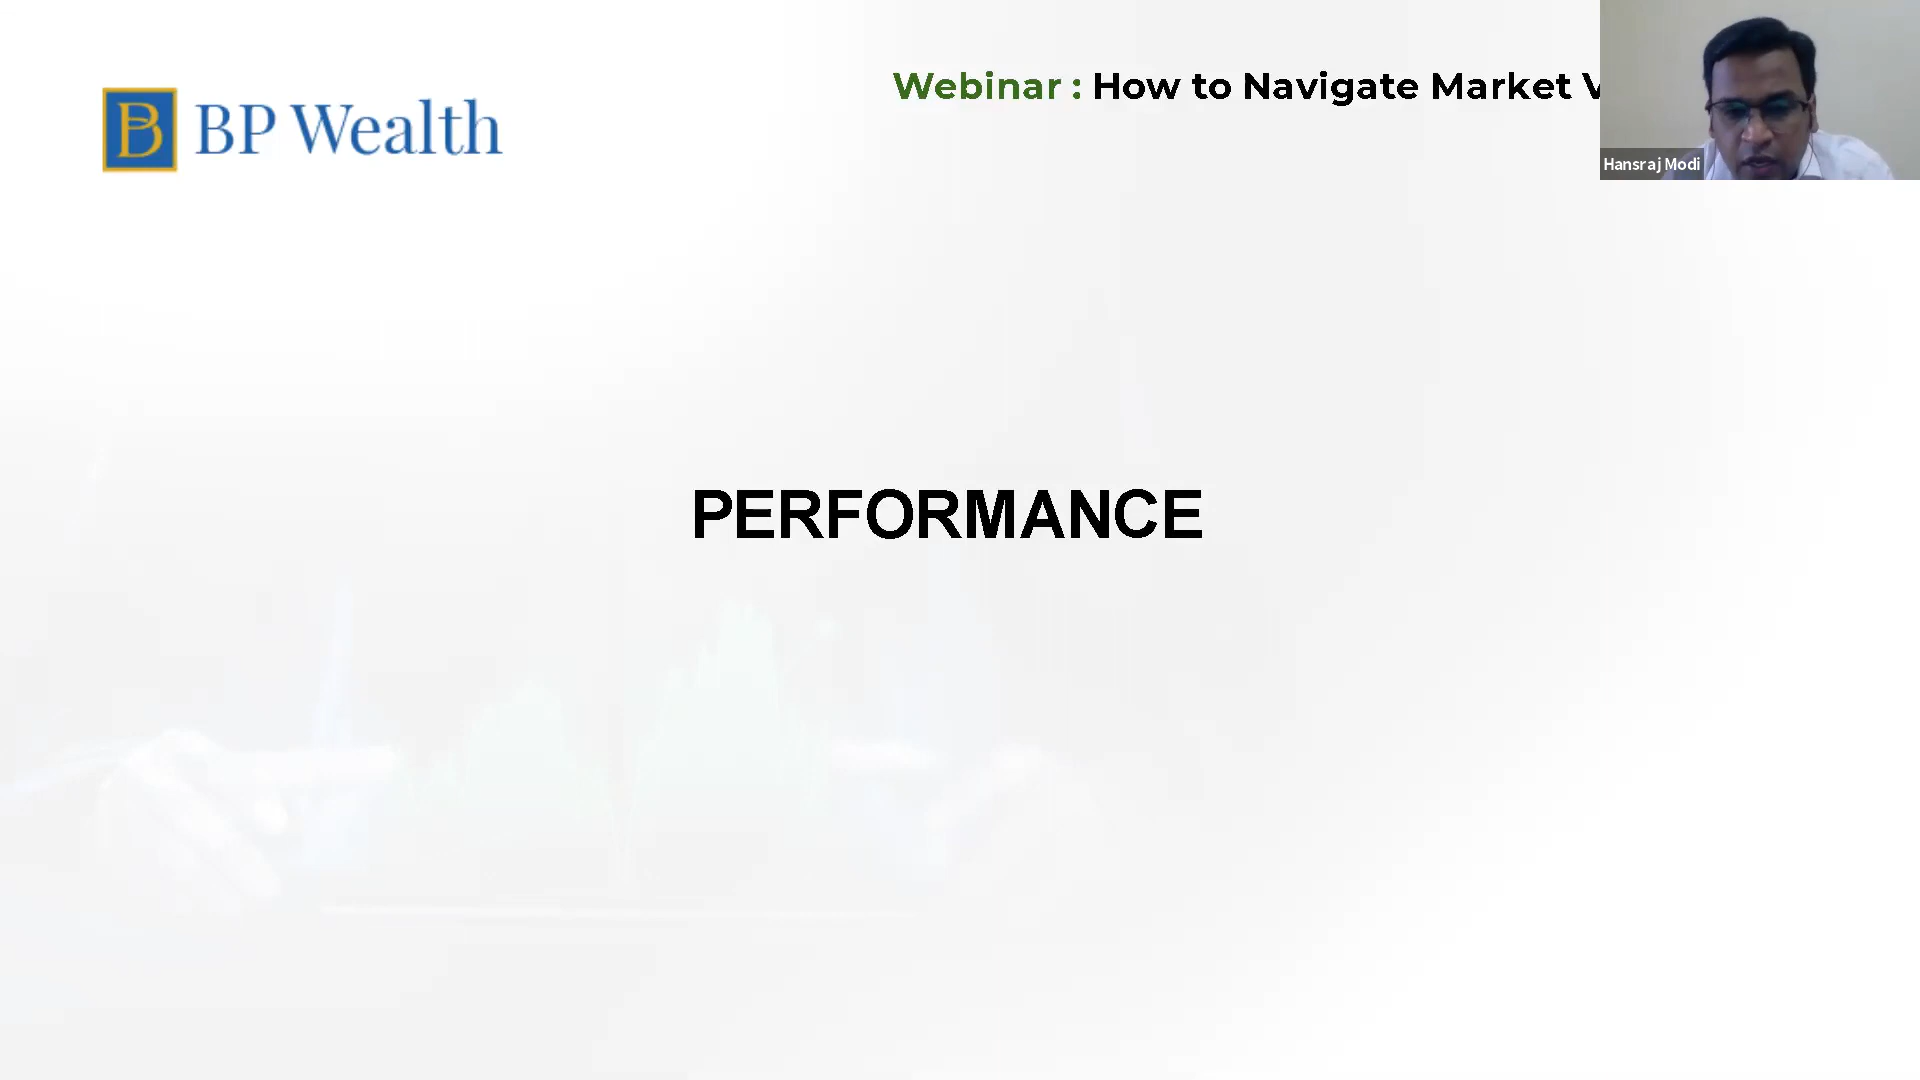 BP Wealth
Webinar : How to Navigate Market V
Hansraj Modi
PERFORMANCE